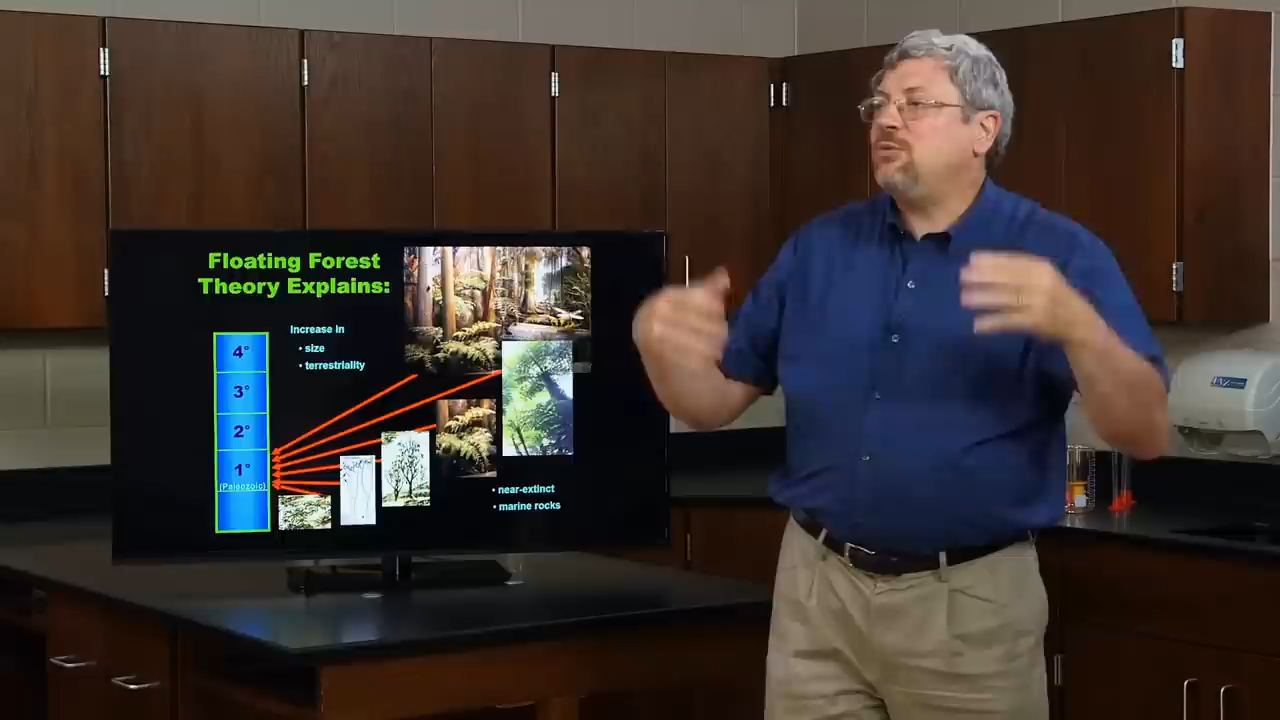 Floating Forest
Theory Explains:
Increase in
• size
• terrestriality
4°
3°
2°
1°
(Paleozoic)
• near-extinct
• marine rocks